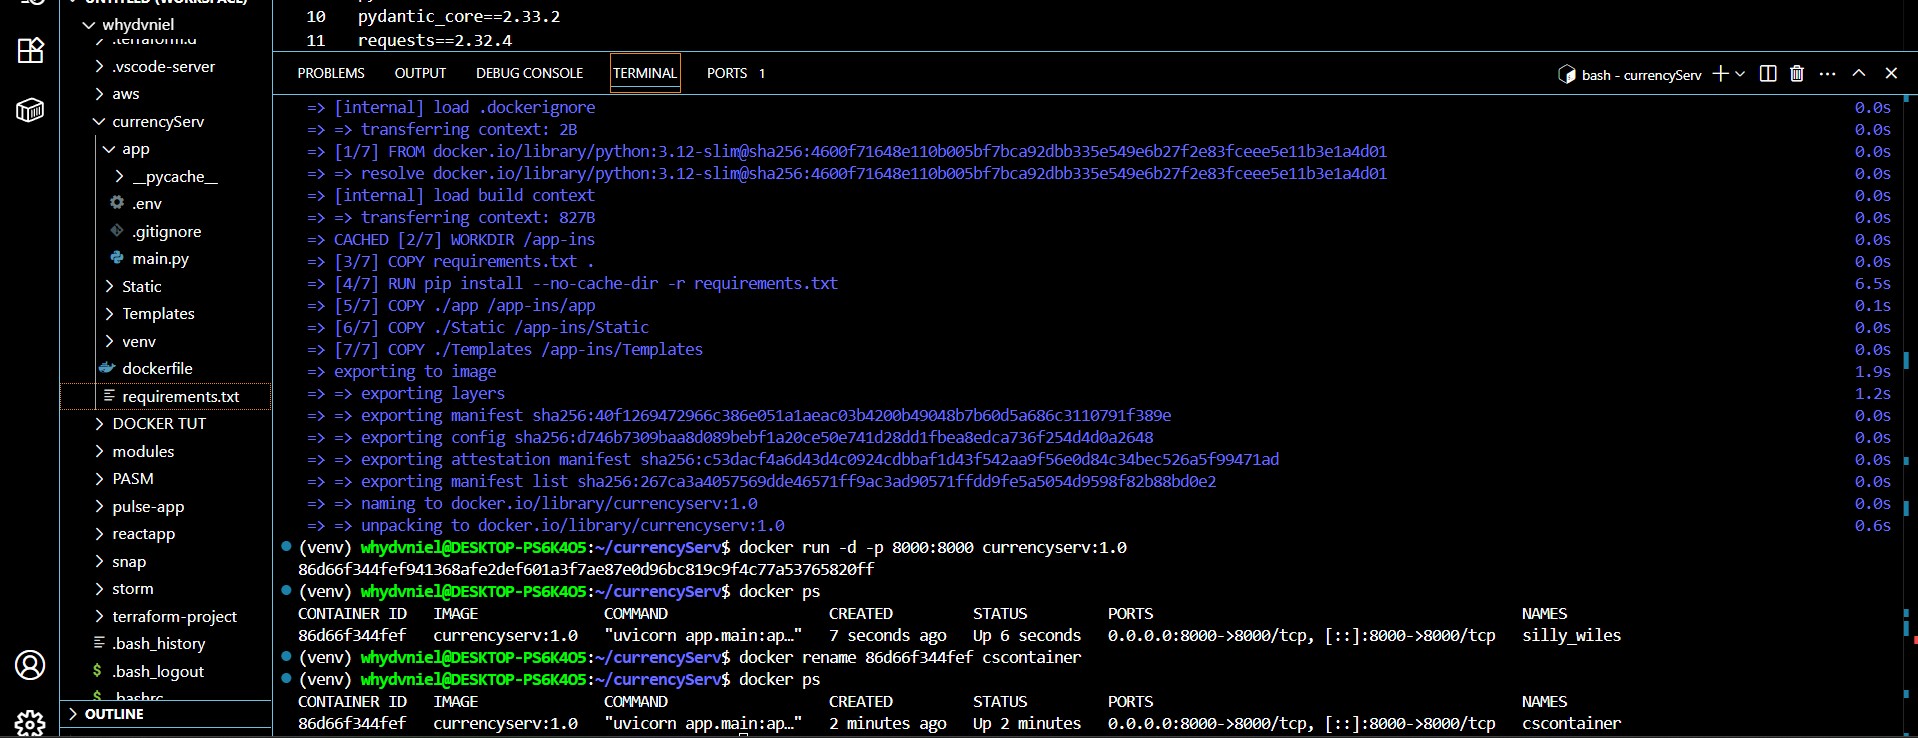 UNTITLED (WORKSPACE)
whydvniel
.terraform.d
.vscode-server
aws
currencyServ
app
__pycache__
.env
.gitignore
main.py
Static
Templates
venv
dockerfile
requirements.txt
DOCKER TUT
modules
PASM
pulse-app
reactapp
snap
storm
terraform-project
.bash_history
$ .bash_logout
$ .bashrc
OUTLINE
10 pydantic_core==2.33.2
11 requests==2.32.4
PROBLEMS OUTPUT DEBUG CONSOLE TERMINAL PORTS 1 bash - currencyServ
=> [internal] load .dockerignore 0.0s
=> => transferring context: 2B 0.0s
=> [1/7] FROM docker.io/library/python:3.12-slim@sha256:4600f71648e110b005bf7bca92dbb335e549e6b27f2e83fceee5e11b3e1a4d01 0.0s
=> => resolve docker.io/library/python:3.12-slim@sha256:4600f71648e110b005bf7bca92dbb335e549e6b27f2e83fceee5e11b3e1a4d01 0.0s
=> [internal] load build context 0.0s
=> => transferring context: 827B 0.0s
=> CACHED [2/7] WORKDIR /app-ins 0.0s
=> [3/7] COPY requirements.txt . 0.0s
=> [4/7] RUN pip install --no-cache-dir -r requirements.txt 6.5s
=> [5/7] COPY ./app /app-ins/app 0.1s
=> [6/7] COPY ./Static /app-ins/Static 0.0s
=> [7/7] COPY ./Templates /app-ins/Templates 0.0s
=> exporting to image 1.9s
=> => exporting layers 1.2s
=> => exporting manifest sha256:40f1269472966c386e051a1aeac03b4200b49048b7b60d5a686c3110791f389e 0.0s
=> => exporting config sha256:d746b7309baa8d089bebf1a20ce50e741d28dd1fbea8edca736f254d4d0a2648 0.0s
=> => exporting attestation manifest sha256:c53dacf4a6d43d4c0924cdbbaf1d43f542aa9f56e0d84c34bec526a5f99471ad 0.0s
=> => exporting manifest list sha256:267ca3a4057569dde46571ff9ac3ad90571ffdd9fe5a5054d9598f82b88bd0e2 0.0s
=> => naming to docker.io/library/currencyserv:1.0 0.0s
=> => unpacking to docker.io/library/currencyserv:1.0 0.6s
(venv) whydvniel@DESKTOP-PS6K4O5:~/currencyServ$ docker run -d -p 8000:8000 currencyserv:1.0
86d66f344fef941368afe2def601a3f7ae87e0d96bc819c9f4c77a53765820ff
(venv) whydvniel@DESKTOP-PS6K4O5:~/currencyServ$ docker ps
CONTAINER ID IMAGE COMMAND CREATED STATUS PORTS NAMES
86d66f344fef currencyserv:1.0 "uvicorn app.main:ap…" 7 seconds ago Up 6 seconds 0.0.0.0:8000->8000/tcp, [::]:8000->8000/tcp silly_wiles
(venv) whydvniel@DESKTOP-PS6K4O5:~/currencyServ$ docker rename 86d66f344fef cscontainer
(venv) whydvniel@DESKTOP-PS6K4O5:~/currencyServ$ docker ps
CONTAINER ID IMAGE COMMAND CREATED STATUS PORTS NAMES
86d66f344fef currencyserv:1.0 "uvicorn app.main:ap…" 2 minutes ago Up 2 minutes 0.0.0.0:8000->8000/tcp, [::]:8000->8000/tcp cscontainer